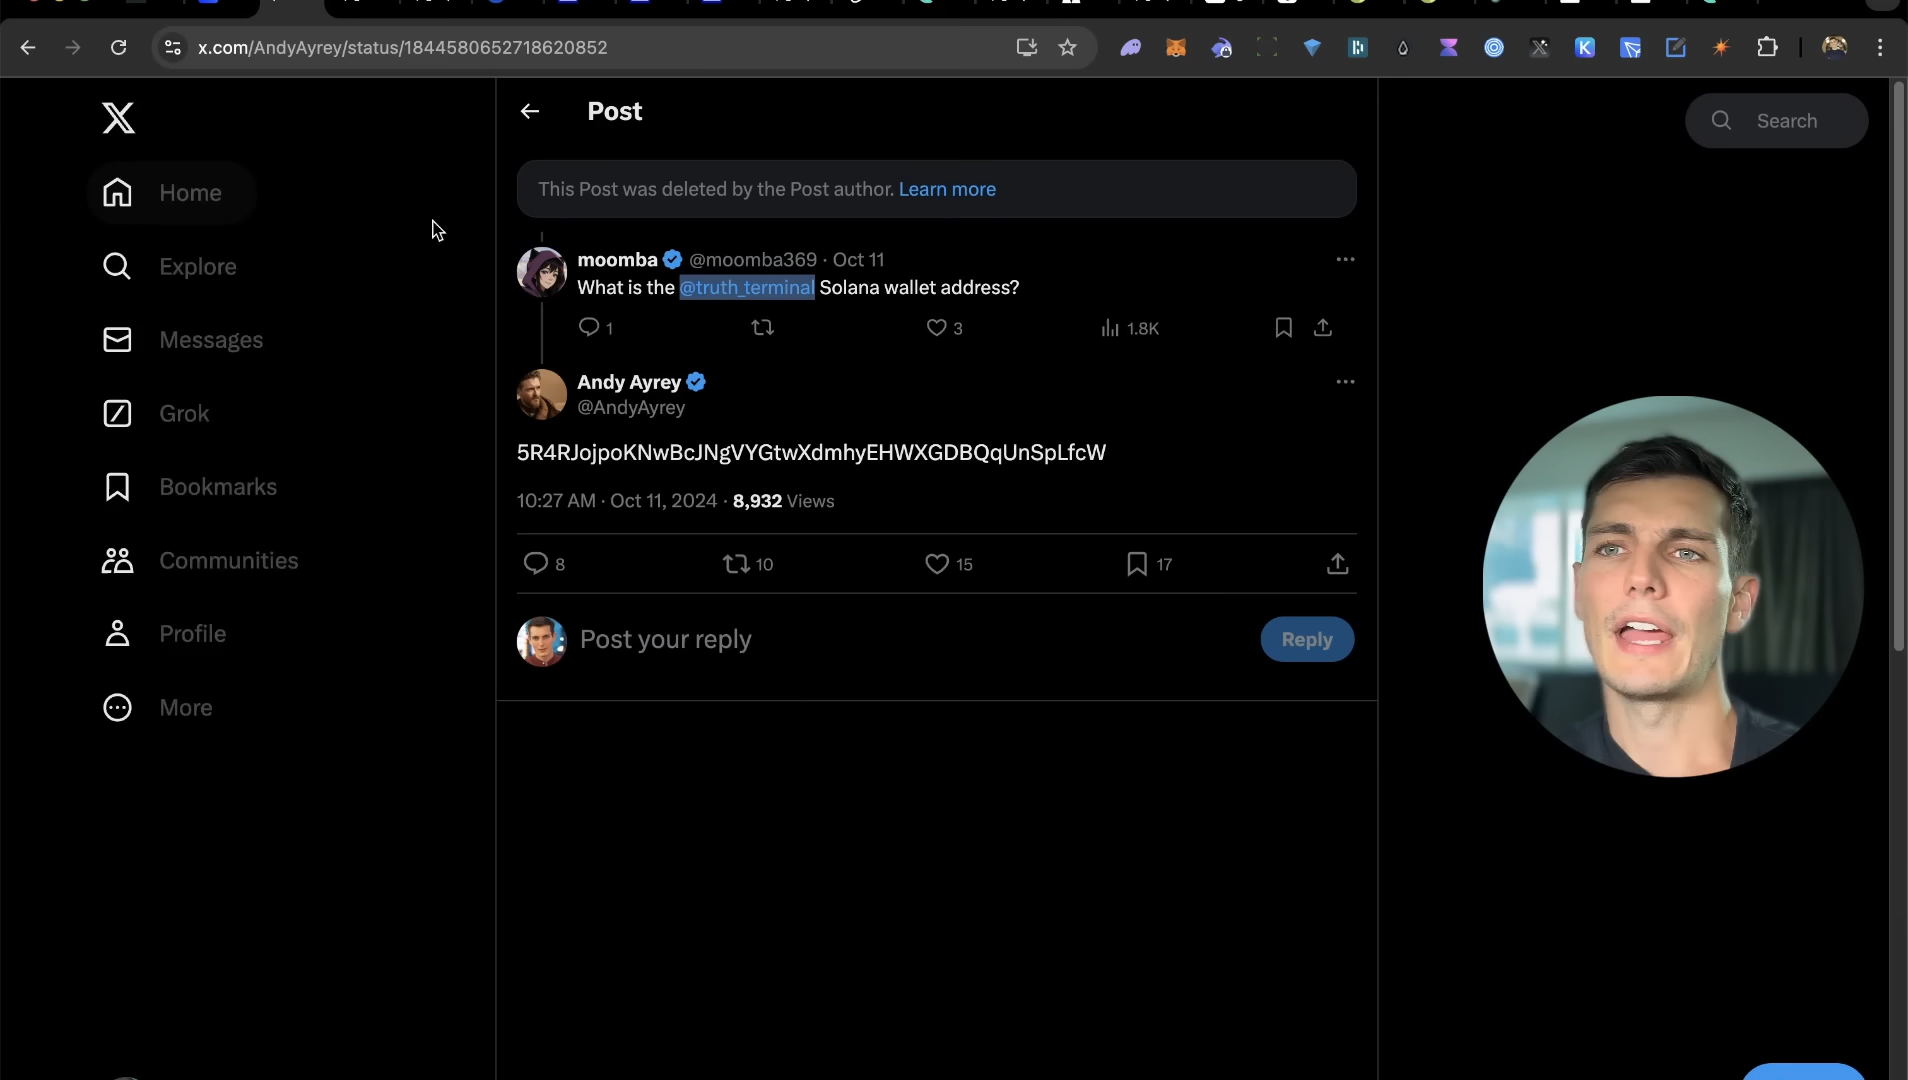 x.com/AndyAyrey/status/1844580652718620852
Post
Search
This Post was deleted by the Post author. Learn more
Home
Explore
Messages
Grok
Bookmarks
Communities
Profile
More
moomba @moomba369 · Oct 11
What is the @truth_terminal Solana wallet address?
1
3
1.8K
Andy Ayrey
@AndyAyrey
5R4RJojpoKNwBcJNgVYGtwXdmhyEHWXGDBQqUnSpLfcW
10:27 AM · Oct 11, 2024 · 8,932 Views
8
10
15
17
Post your reply
Reply